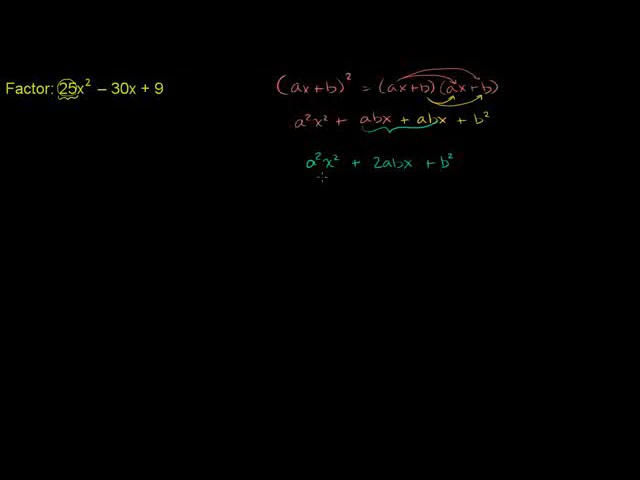 Factor: 25x² – 30x + 9
(ax+b)² = (ax+b)(ax+b)
a²x² + abx + abx + b²
a²x² + 2abx + b²